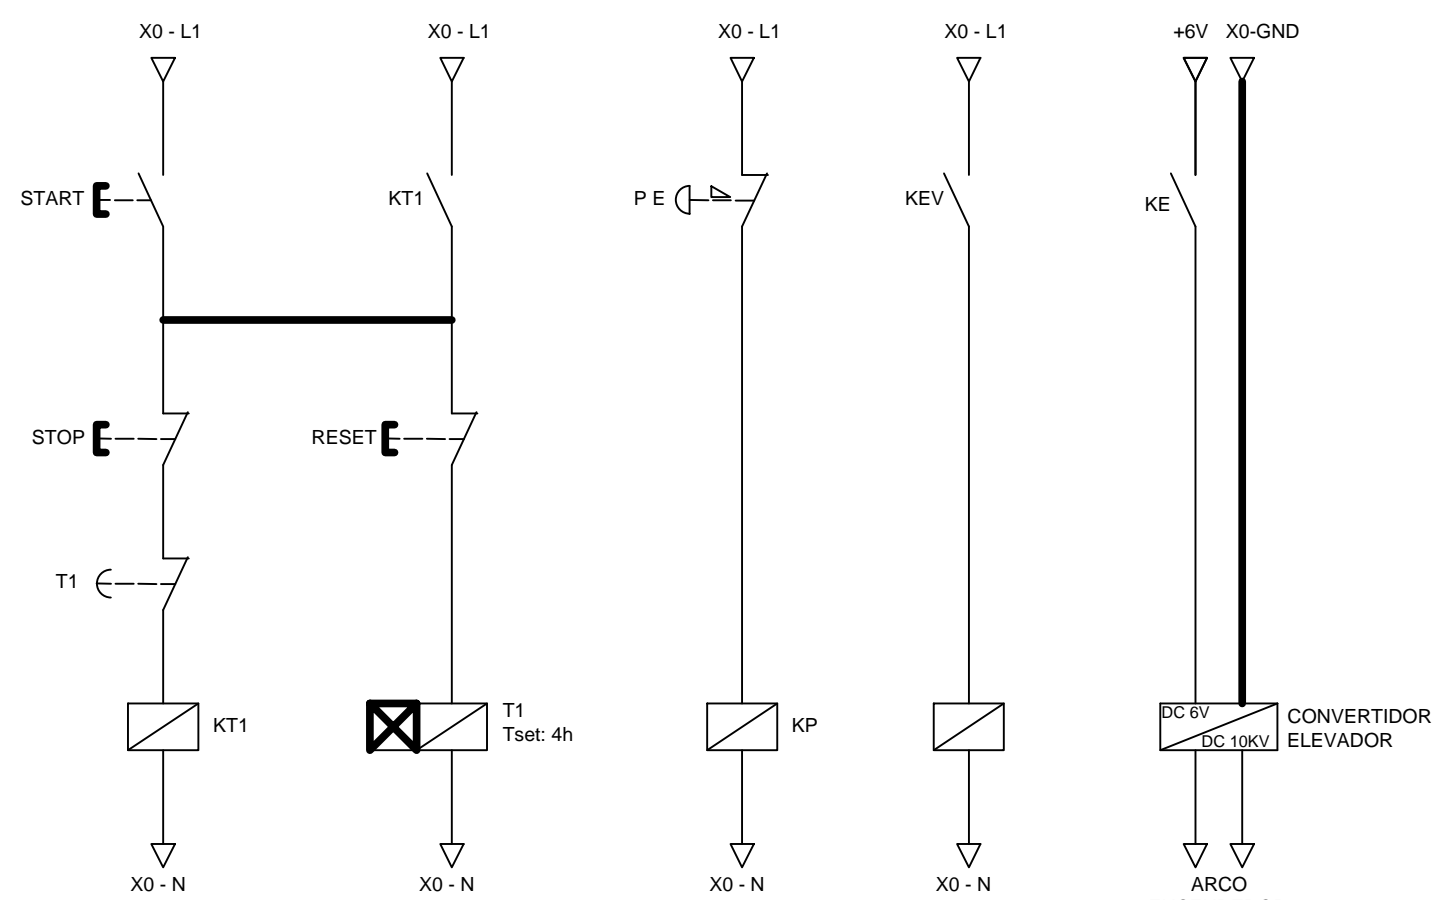 X0 - L1 X0 - L1 X0 - L1 X0 - L1 +6V X0-GND
START KT1 P E KEV KE
STOP RESET
T1
KT1 T1 KP DC 6V CONVERTIDOR
Tset: 4h DC 10KV ELEVADOR
X0 - N X0 - N X0 - N X0 - N ARCO